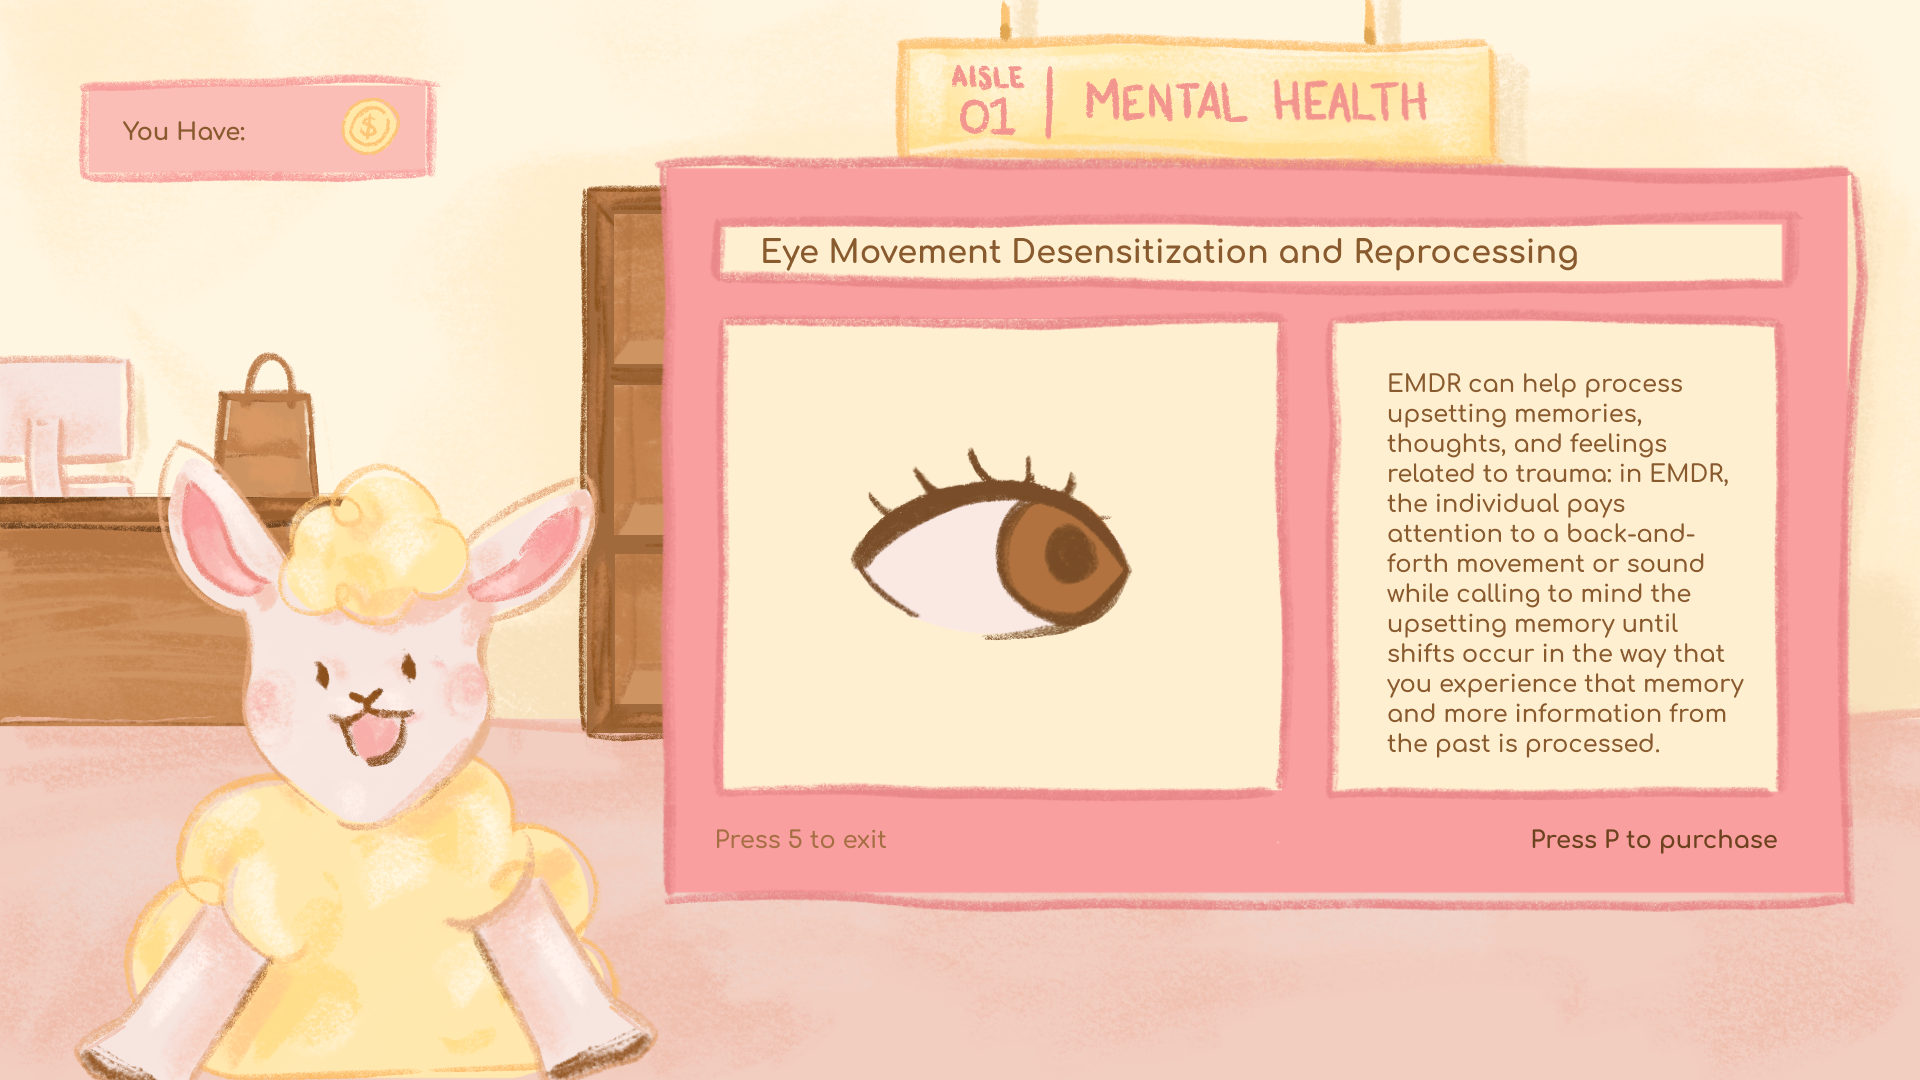 You Have:
$
AISLE
01
MENTAL HEALTH
Eye Movement Desensitization and Reprocessing
EMDR can help process
upsetting memories,
thoughts, and feelings
related to trauma: in EMDR,
the individual pays
attention to a back-and-
forth movement or sound
while calling to mind the
upsetting memory until
shifts occur in the way that
you experience that memory
and more information from
the past is processed.
Press 5 to exit
Press P to purchase